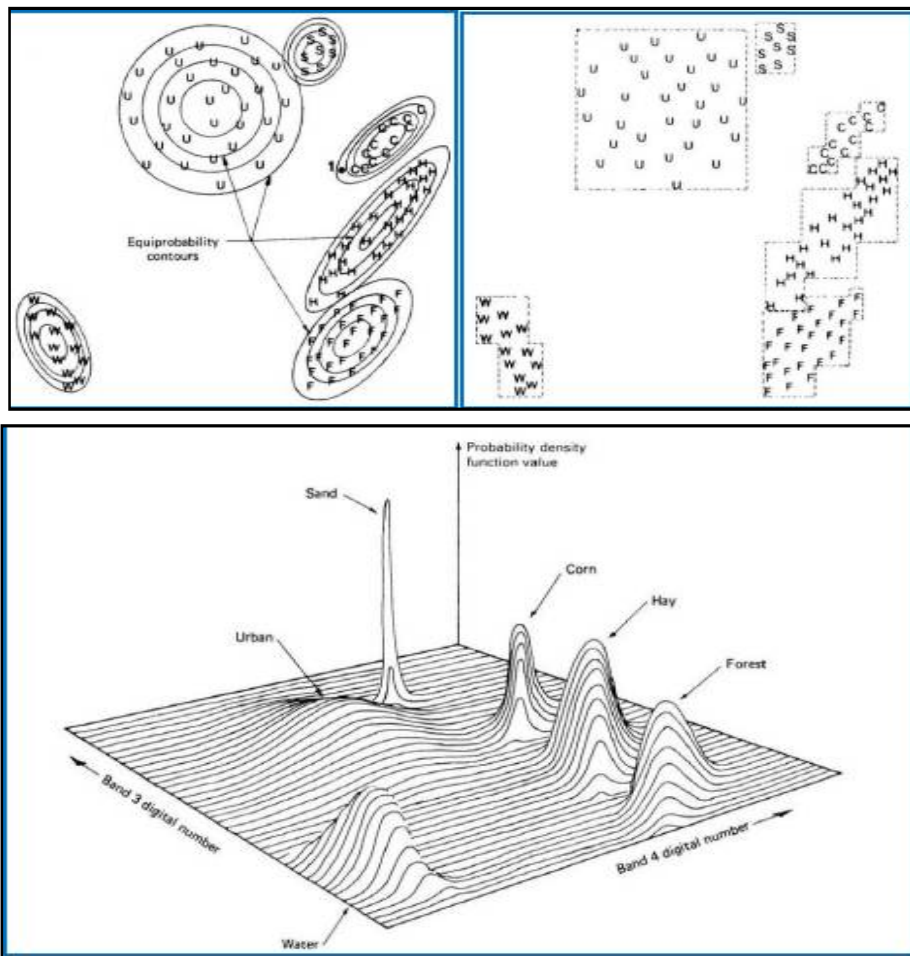 1
Equiprobability
contours
Probability density
function value
Sand
Corn
Hay
Urban
Forest
Band 3 digital number
Band 4 digital number
Water